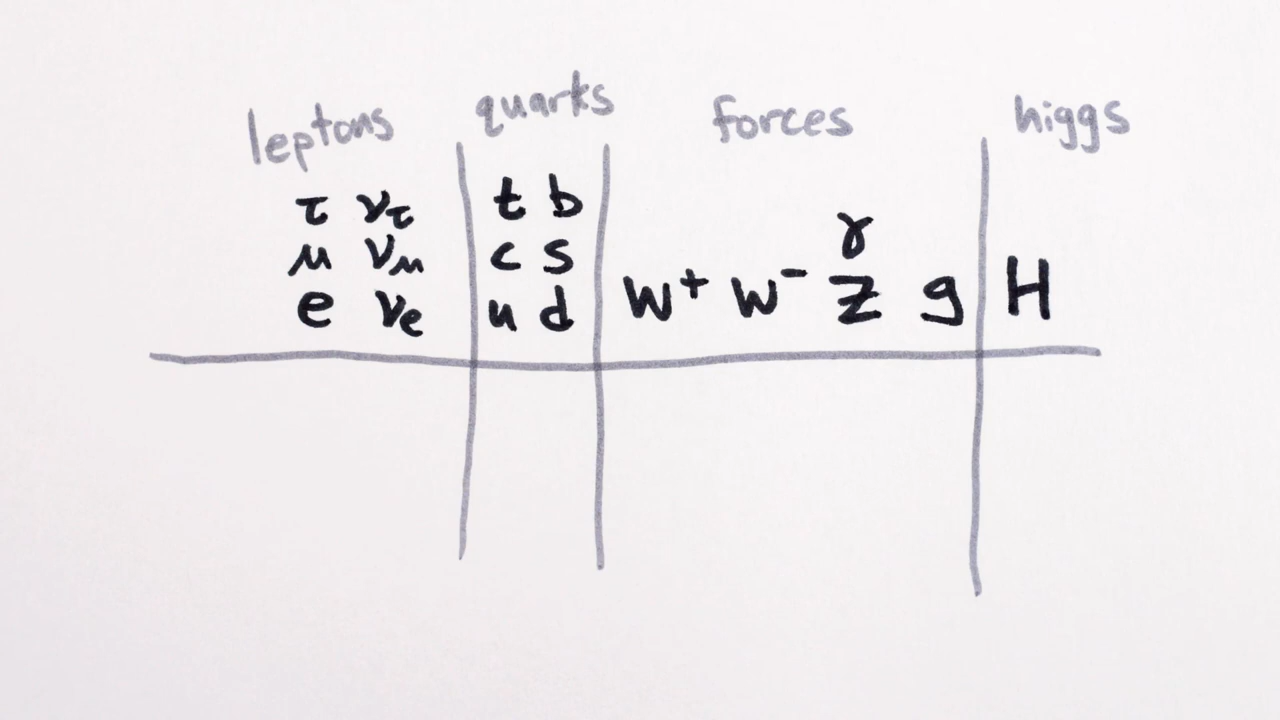 leptons quarks forces higgs
τ ντ t b γ
μ νμ c s
e νe u d W+ W- Z g H